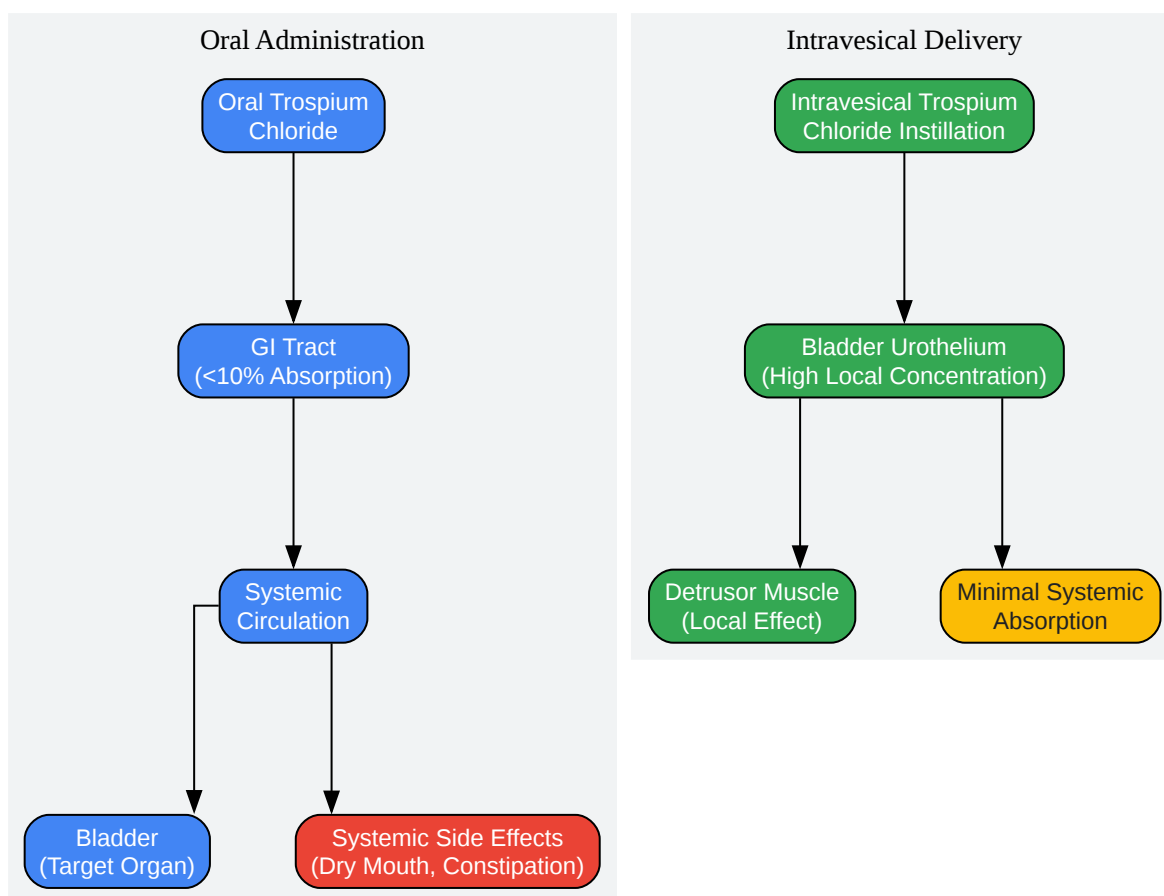 Oral Administration
Oral Trospium
Chloride
GI Tract
(<10% Absorption)
Systemic
Circulation
Bladder
(Target Organ)
Systemic Side Effects
(Dry Mouth, Constipation)
Intravesical Delivery
Intravesical Trospium
Chloride Instillation
Bladder Urothelium
(High Local Concentration)
Detrusor Muscle
(Local Effect)
Minimal Systemic
Absorption